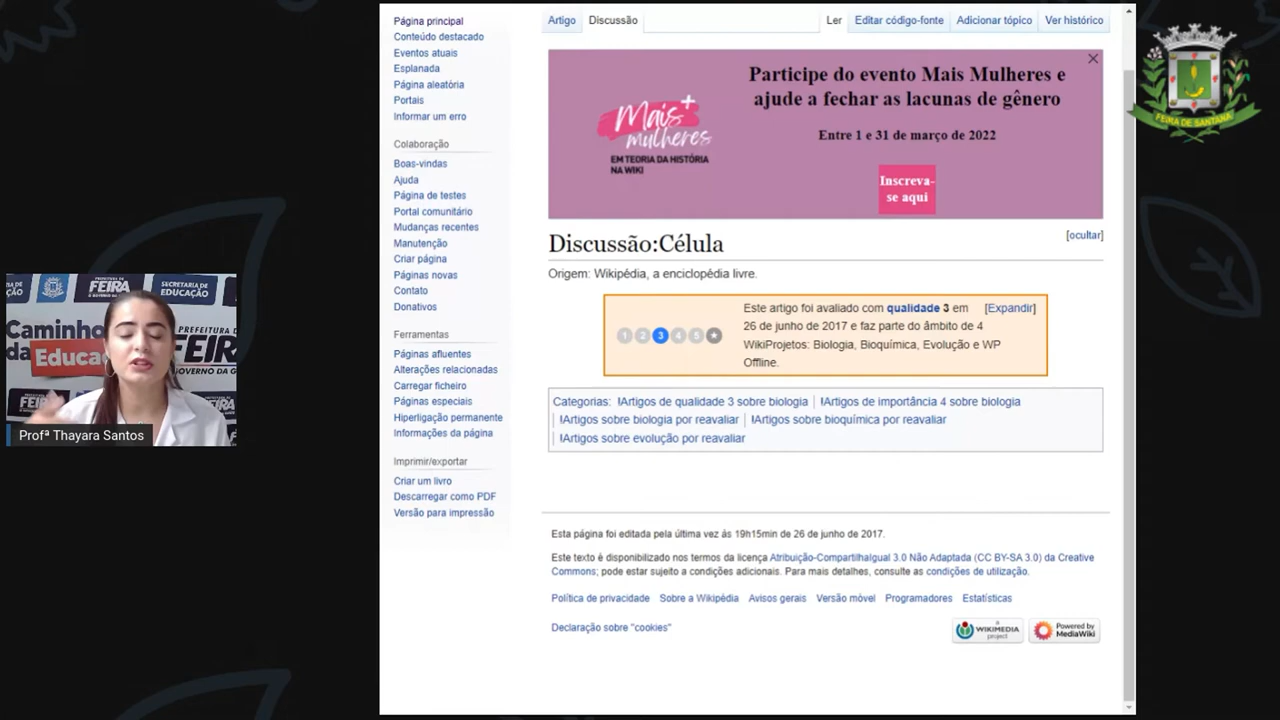 Artigo
Discussão
Ler
Editar código-fonte
Adicionar tópico
Ver histórico
Página principal
Conteúdo destacado
Eventos atuais
Esplanada
Página aleatória
Portais
Informar um erro
Colaboração
Boas-vindas
Ajuda
Página de testes
Portal comunitário
Mudanças recentes
Manutenção
Criar página
Páginas novas
Contato
Donativos
Ferramentas
Páginas afluentes
Alterações relacionadas
Carregar ficheiro
Páginas especiais
Hiperligação permanente
Informações da página
Imprimir/exportar
Criar um livro
Descarregar como PDF
Versão para impressão
Mais+
mulheres
EM TEORIA DA HISTÓRIA
NA WIKI
Participe do evento Mais Mulheres e
ajude a fechar as lacunas de gênero
Entre 1 e 31 de março de 2022
Inscreva-
se aqui
Discussão:Célula
[ocultar]
Origem: Wikipédia, a enciclopédia livre.
1 2 3 4 5 ★
Este artigo foi avaliado com qualidade 3 em
[Expandir]
26 de junho de 2017 e faz parte do âmbito de 4
WikiProjetos: Biologia, Bioquímica, Evolução e WP
Offline.
Categorias: !Artigos de qualidade 3 sobre biologia | !Artigos de importância 4 sobre biologia
| !Artigos sobre biologia por reavaliar | !Artigos sobre bioquímica por reavaliar
| !Artigos sobre evolução por reavaliar
Esta página foi editada pela última vez às 19h15min de 26 de junho de 2017.
Este texto é disponibilizado nos termos da licença Atribuição-CompartilhaIgual 3.0 Não Adaptada (CC BY-SA 3.0) da Creative
Commons; pode estar sujeito a condições adicionais. Para mais detalhes, consulte as condições de utilização.
Política de privacidade Sobre a Wikipédia Avisos gerais Versão móvel Programadores Estatísticas
Declaração sobre "cookies"
A
WIKIMEDIA
project
Powered by
MediaWiki
FEIRA DE SANTANA
PREFEITURA DE
FEIRA
SECRETARIA DE
EDUCAÇÃO
Caminho
da Educa
PREFEITURA
FEIR
Profª Thayara Santos